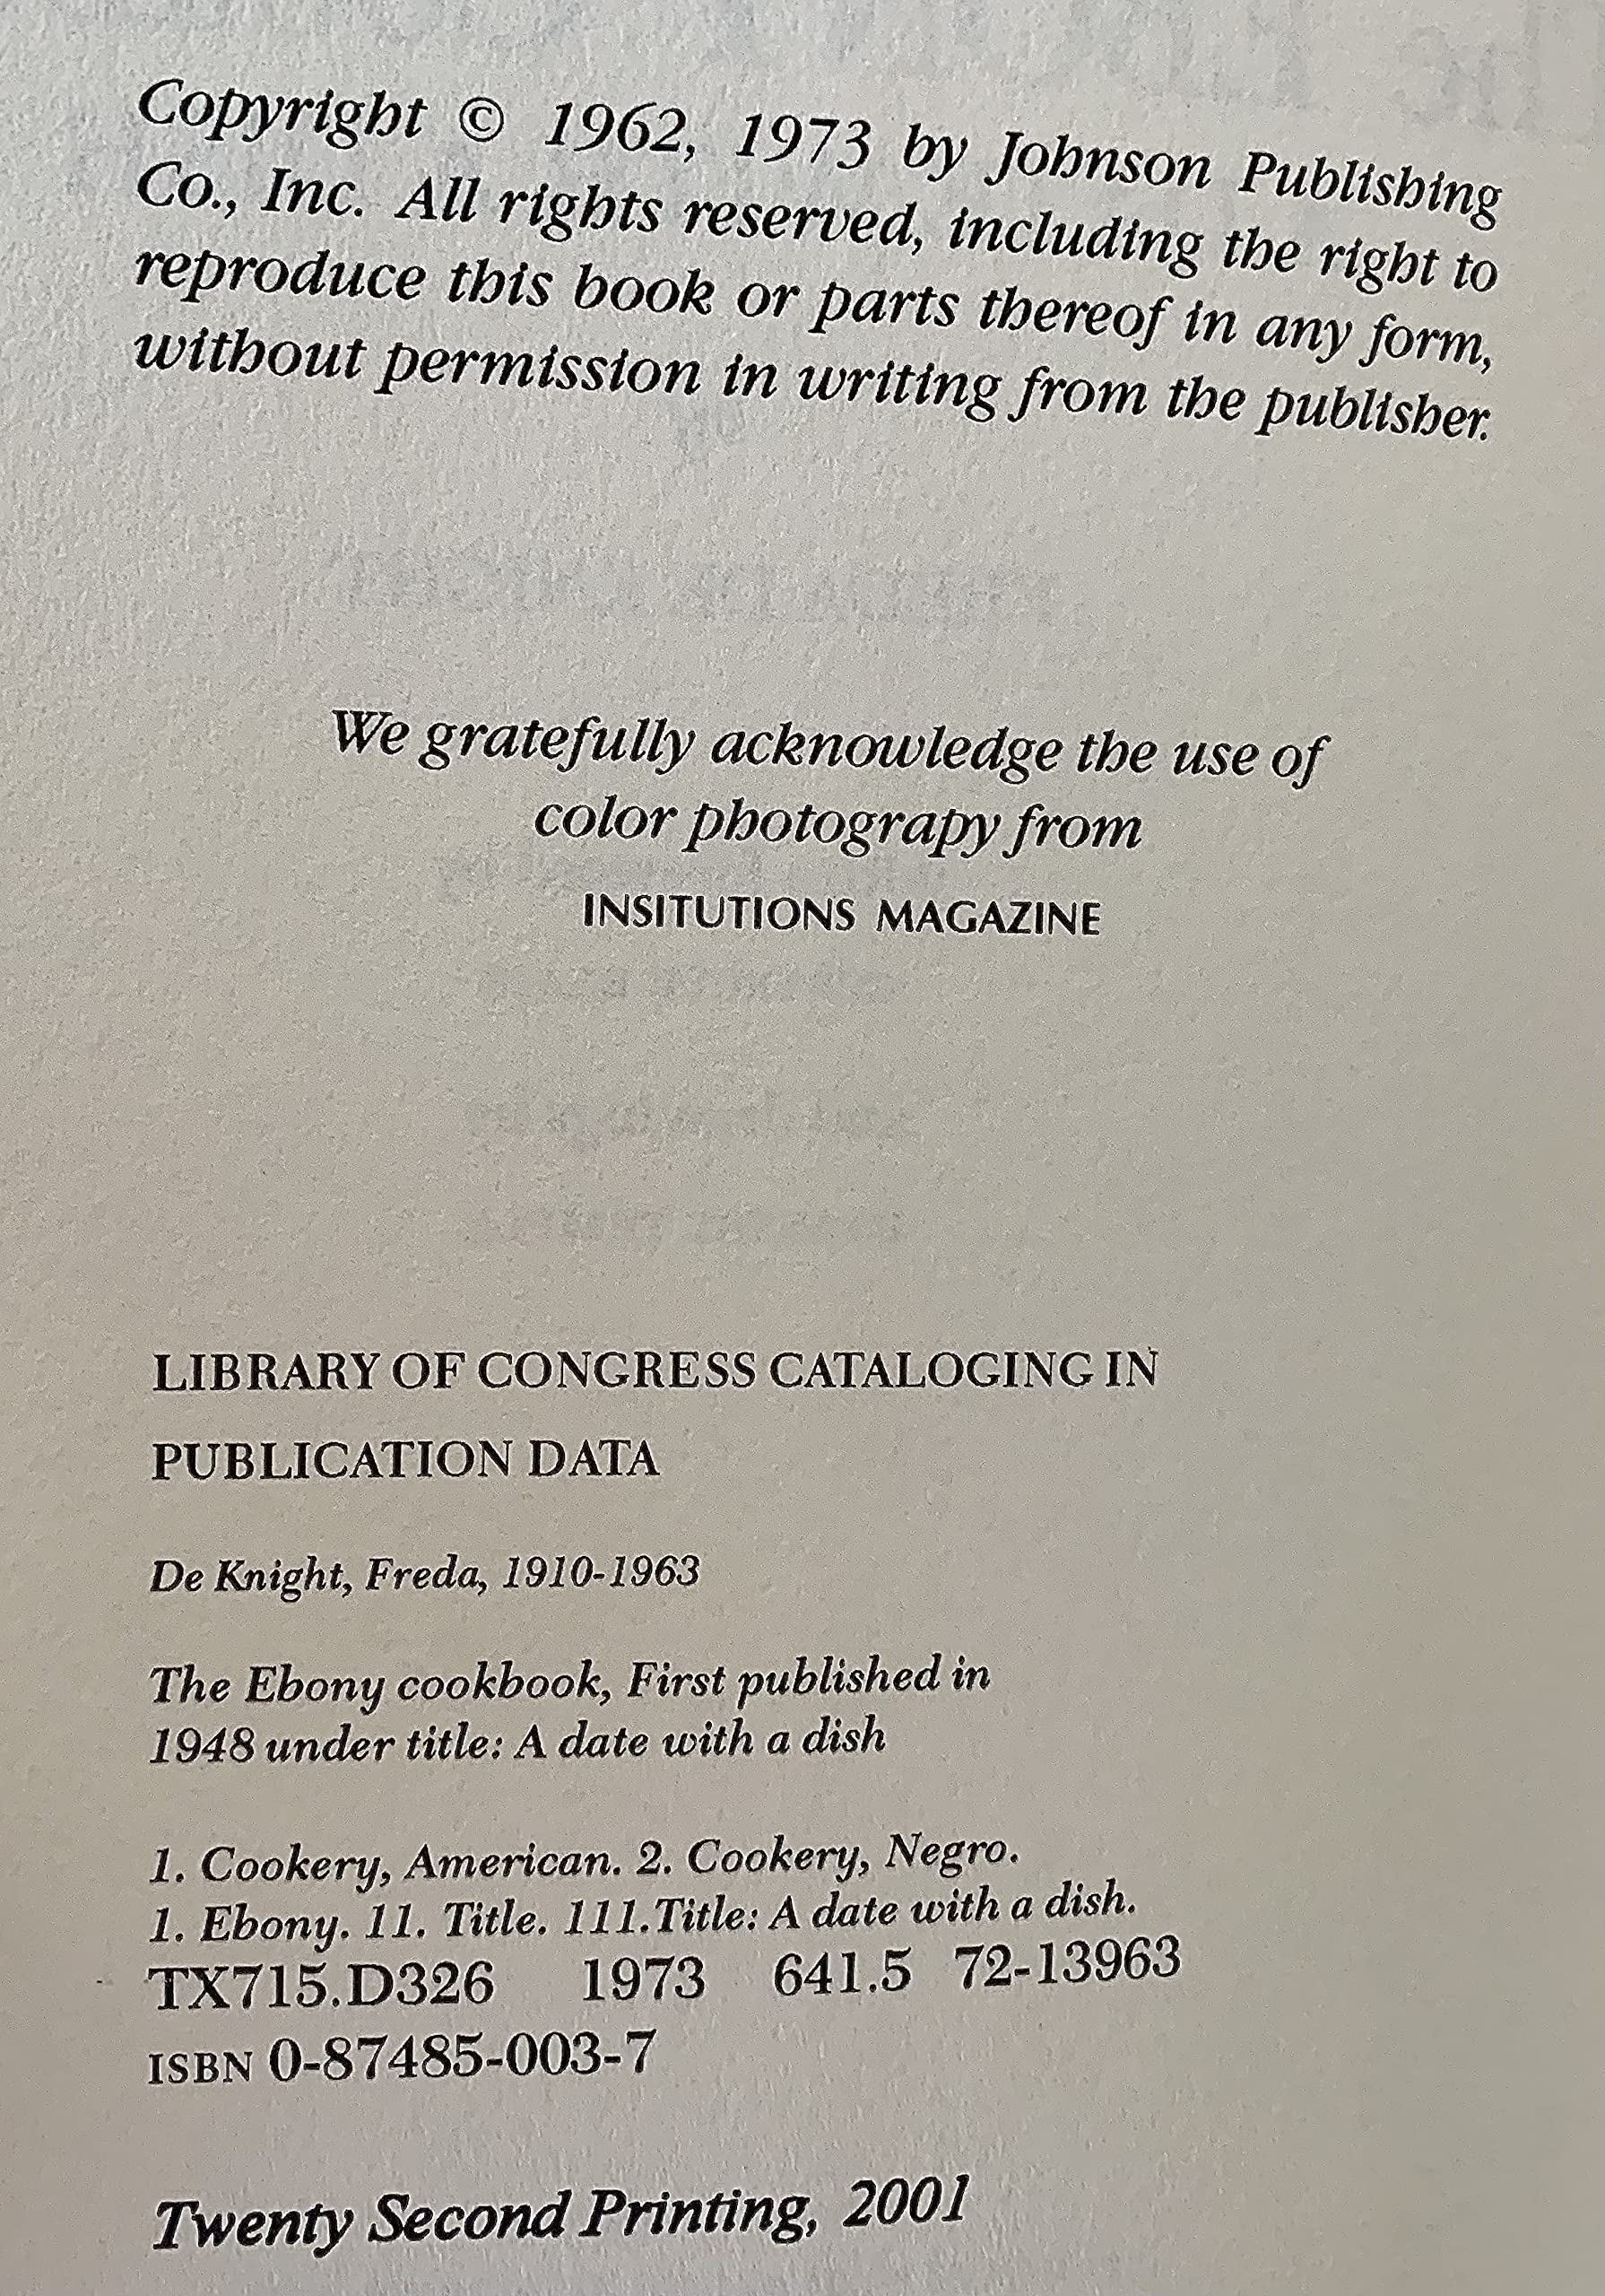 Copyright © 1962, 1973 by Johnson Publishing
Co., Inc. All rights reserved, including the right to
reproduce this book or parts thereof in any form,
without permission in writing from the publisher.
We gratefully acknowledge the use of
color photograpy from
INSITUTIONS MAGAZINE
LIBRARY OF CONGRESS CATALOGING IN
PUBLICATION DATA
De Knight, Freda, 1910-1963
The Ebony cookbook, First published in
1948 under title: A date with a dish
1. Cookery, American. 2. Cookery, Negro.
1. Ebony. 11. Title. 111.Title: A date with a dish.
TX715.D326 1973 641.5 72-13963
ISBN 0-87485-003-7
Twenty Second Printing, 2001